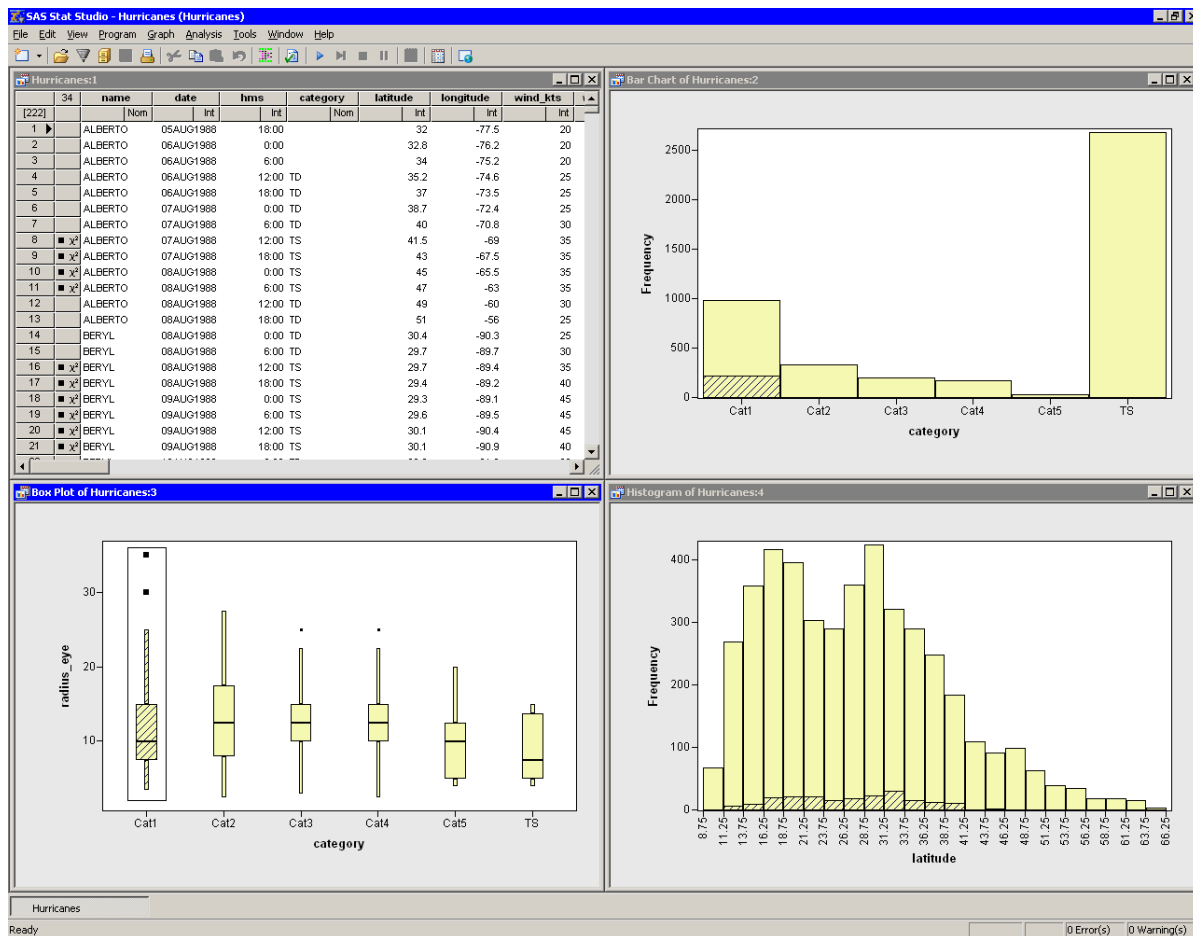 SAS Stat Studio - Hurricanes (Hurricanes)
File Edit View Program Graph Analysis Tools Window Help
Hurricanes:1
34 name date hms category latitude longitude wind_kts
[222] Nom Int Int Nom Int Int Int
1 ALBERTO 05AUG1988 18:00 32 -77.5 20
2 ALBERTO 06AUG1988 0:00 32.8 -76.2 20
3 ALBERTO 06AUG1988 6:00 34 -75.2 20
4 ALBERTO 06AUG1988 12:00 TD 35.2 -74.6 25
5 ALBERTO 06AUG1988 18:00 TD 37 -73.5 25
6 ALBERTO 07AUG1988 0:00 TD 38.7 -72.4 25
7 ALBERTO 07AUG1988 6:00 TD 40 -70.8 30
8 χ² ALBERTO 07AUG1988 12:00 TS 41.5 -69 35
9 χ² ALBERTO 07AUG1988 18:00 TS 43 -67.5 35
10 χ² ALBERTO 08AUG1988 0:00 TS 45 -65.5 35
11 χ² ALBERTO 08AUG1988 6:00 TS 47 -63 35
12 ALBERTO 08AUG1988 12:00 TD 49 -60 30
13 ALBERTO 08AUG1988 18:00 TD 51 -56 25
14 BERYL 08AUG1988 0:00 TD 30.4 -90.3 25
15 BERYL 08AUG1988 6:00 TD 29.7 -89.7 30
16 χ² BERYL 08AUG1988 12:00 TS 29.7 -89.4 35
17 χ² BERYL 08AUG1988 18:00 TS 29.4 -89.2 40
18 χ² BERYL 09AUG1988 0:00 TS 29.3 -89.1 45
19 χ² BERYL 09AUG1988 6:00 TS 29.6 -89.5 45
20 χ² BERYL 09AUG1988 12:00 TS 30.1 -90.4 45
21 χ² BERYL 09AUG1988 18:00 TS 30.1 -90.9 40
Bar Chart of Hurricanes:2
2500
2000
1500
1000
500
0
Frequency
Cat1 Cat2 Cat3 Cat4 Cat5 TS
category
Box Plot of Hurricanes:3
30
20
10
radius_eye
Cat1 Cat2 Cat3 Cat4 Cat5 TS
category
Histogram of Hurricanes:4
400
300
200
100
0
Frequency
8.75 11.25 13.75 16.25 18.75 21.25 23.75 26.25 28.75 31.25 33.75 36.25 38.75 41.25 43.75 46.25 48.75 51.25 53.75 56.25 58.75 61.25 63.75 66.25
latitude
Hurricanes
Ready 0 Error(s) 0 Warning(s)